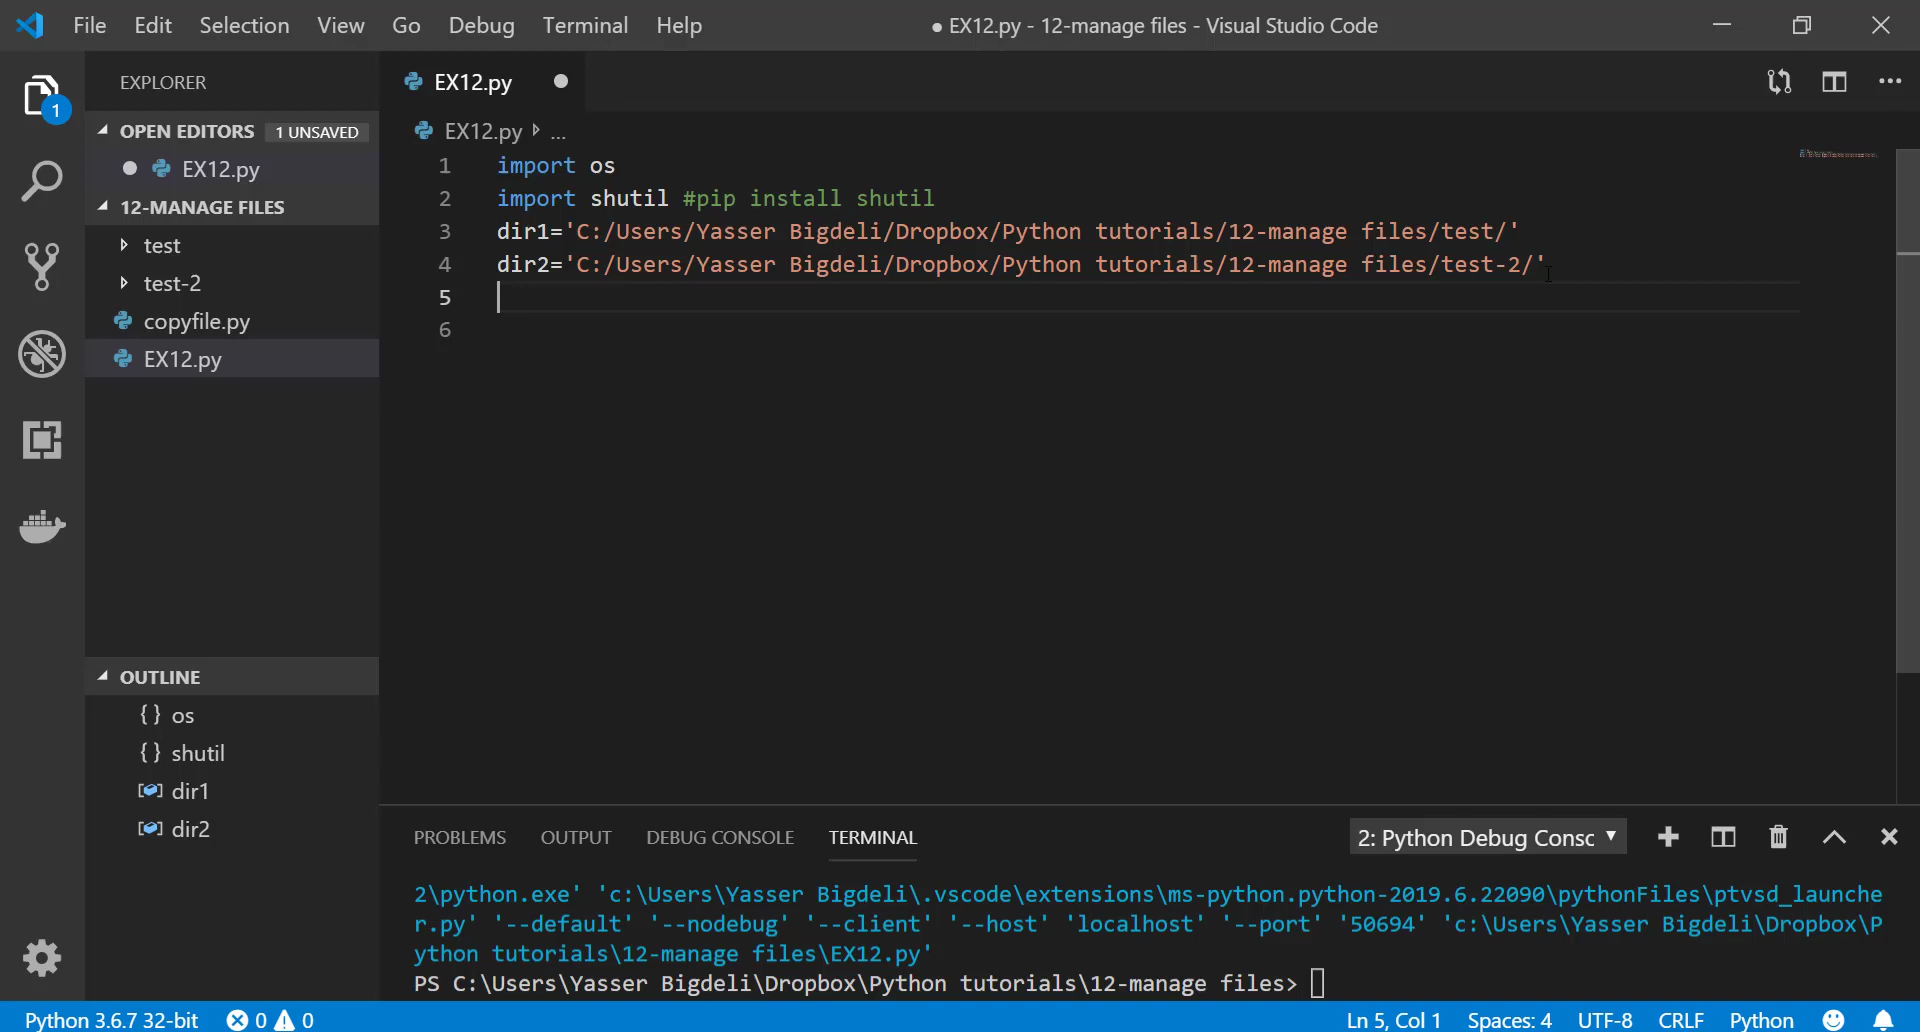 File Edit Selection View Go Debug Terminal Help
● EX12.py - 12-manage files - Visual Studio Code
EXPLORER
1
OPEN EDITORS 1 UNSAVED
EX12.py
12-MANAGE FILES
test
test-2
copyfile.py
EX12.py
OUTLINE
{} os
{} shutil
dir1
dir2
EX12.py
EX12.py ...
1 import os
2 import shutil #pip install shutil
3 dir1='C:/Users/Yasser Bigdeli/Dropbox/Python tutorials/12-manage files/test/'
4 dir2='C:/Users/Yasser Bigdeli/Dropbox/Python tutorials/12-manage files/test-2/'
5
6
PROBLEMS OUTPUT DEBUG CONSOLE TERMINAL
2: Python Debug Consc
2\python.exe' 'c:\Users\Yasser Bigdeli\.vscode\extensions\ms-python.python-2019.6.22090\pythonFiles\ptvsd_launche
r.py' '--default' '--nodebug' '--client' '--host' 'localhost' '--port' '50694' 'c:\Users\Yasser Bigdeli\Dropbox\P
ython tutorials\12-manage files\EX12.py'
PS C:\Users\Yasser Bigdeli\Dropbox\Python tutorials\12-manage files>
Python 3.6.7 32-bit 0 0 Ln 5, Col 1 Spaces: 4 UTF-8 CRLF Python